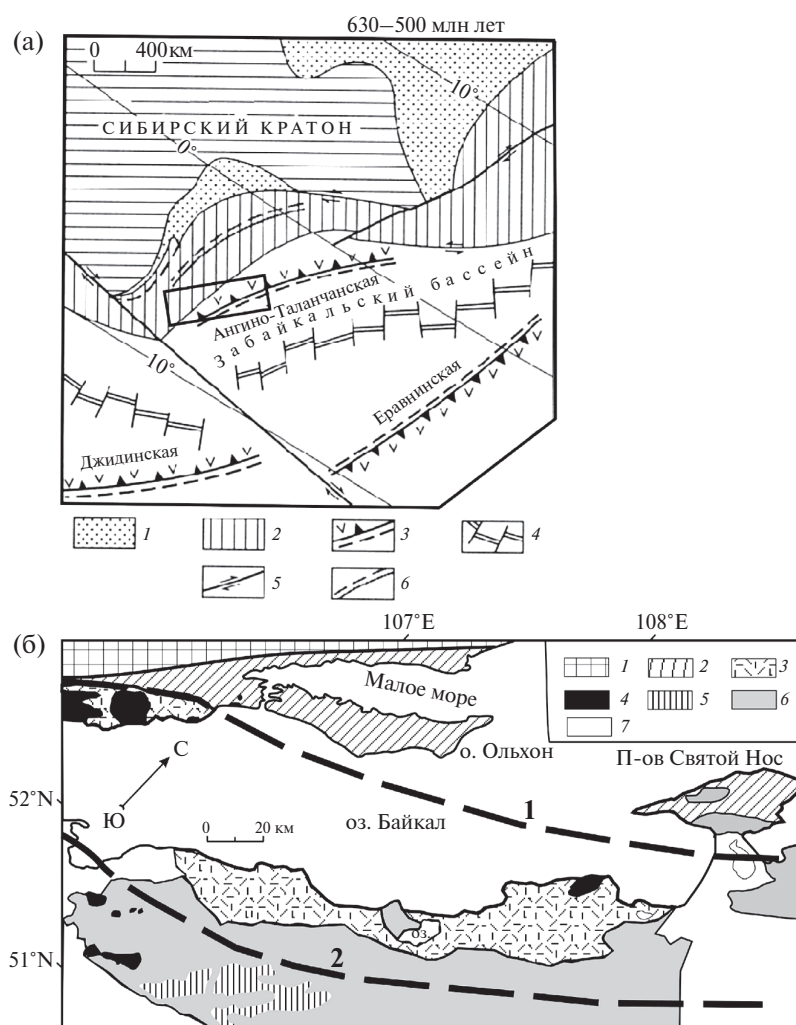 630–500 млн лет
(а)
0 400 км
10°
СИБИРСКИЙ КРАТОН
0°
Ангино-Таланчанская
Забайкальский бассейн
10°
Еравнинская
Джидинская
1 2 3 4
5 6
(б)
107°E 108°E
1 2 3
4 5 6
7
Малое море
С
о. Ольхон
П-ов Святой Нос
52°N
Ю
1
0 20 км
оз. Байкал
оз.
2
51°N